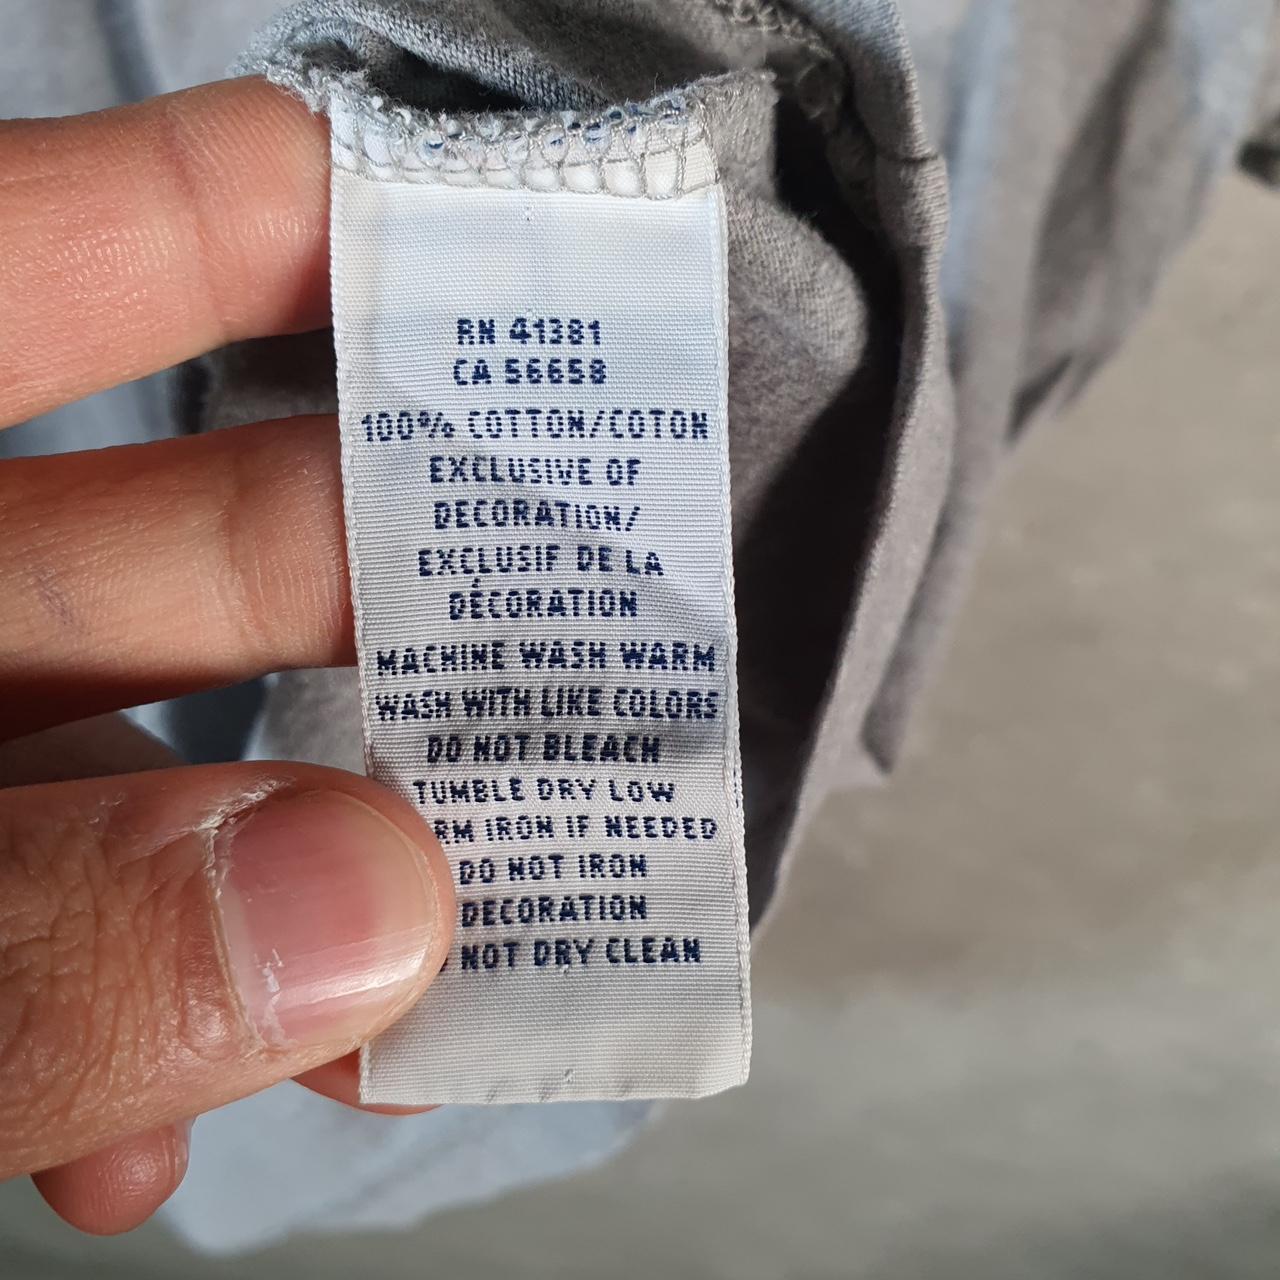 RN 41381
CA 56658
100% COTTON/COTON
EXCLUSIVE OF
DECORATION/
EXCLUSIF DE LA
DÉCORATION
MACHINE WASH WARM
WASH WITH LIKE COLORS
DO NOT BLEACH
TUMBLE DRY LOW
RM IRON IF NEEDED
DO NOT IRON
DECORATION
NOT DRY CLEAN